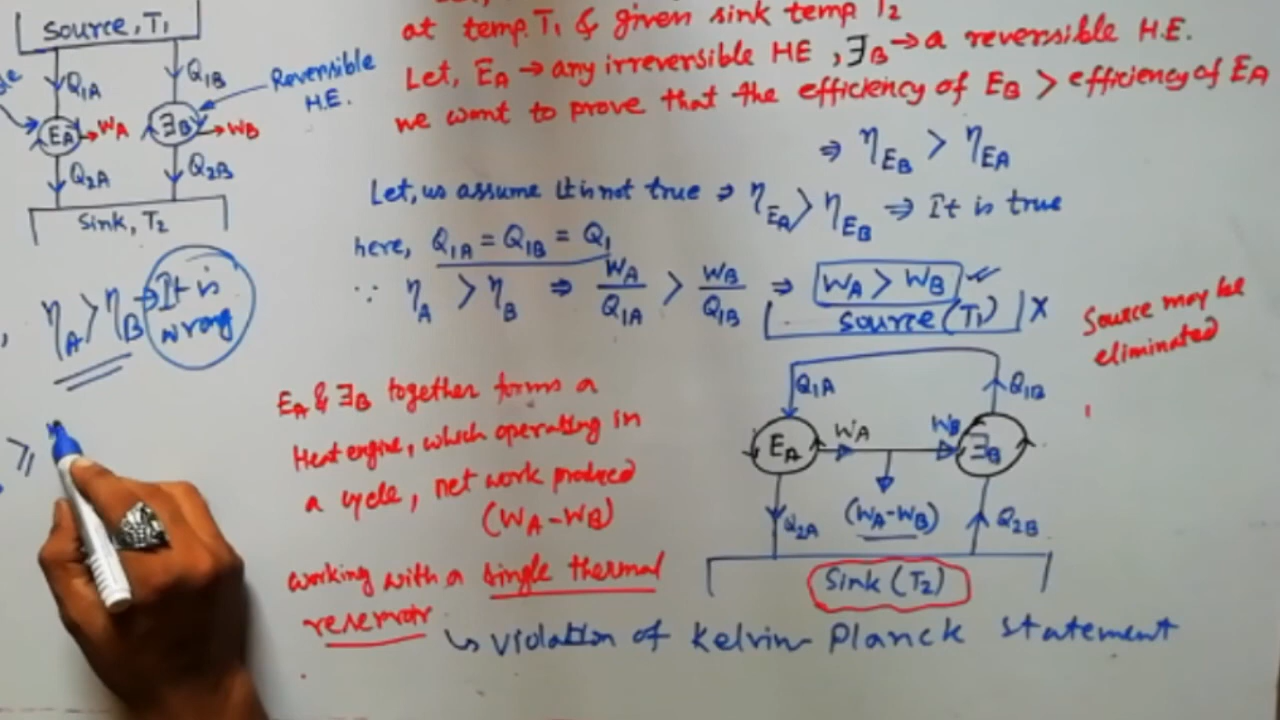 at temp. T₁ & given sink temp T₂
Let, EA → any irreversible HE , ∃B → a reversible H.E.
we want to prove that the efficiency of EB > efficiency of EA
⇒ ηEB > ηEA
Let, us assume it is not true ⇒ ηEA > ηEB ⇒ It is true
here, Q1A = Q1B = Q1
∵ ηA > ηB ⇒ WA/Q1A > WB/Q1B ⇒ WA > WB
Source, T₁
Q1A
Q1B
Reversible
H.E.
EA
WA
∃B
WB
Q2A
Q2B
Sink, T₂
ηA > ηB → It is
wrong
EA & ∃B together forms a
Heat engine, which operating in
a cycle, net work produced
(WA-WB)
working with a single thermal
reservoir
↳ violation of Kelvin Planck statement
source (T₁) X
Source may be
eliminated
Q1A
Q1B
EA
WA
WB
∃B
Q2A
(WA-WB)
Q2B
Sink (T₂)